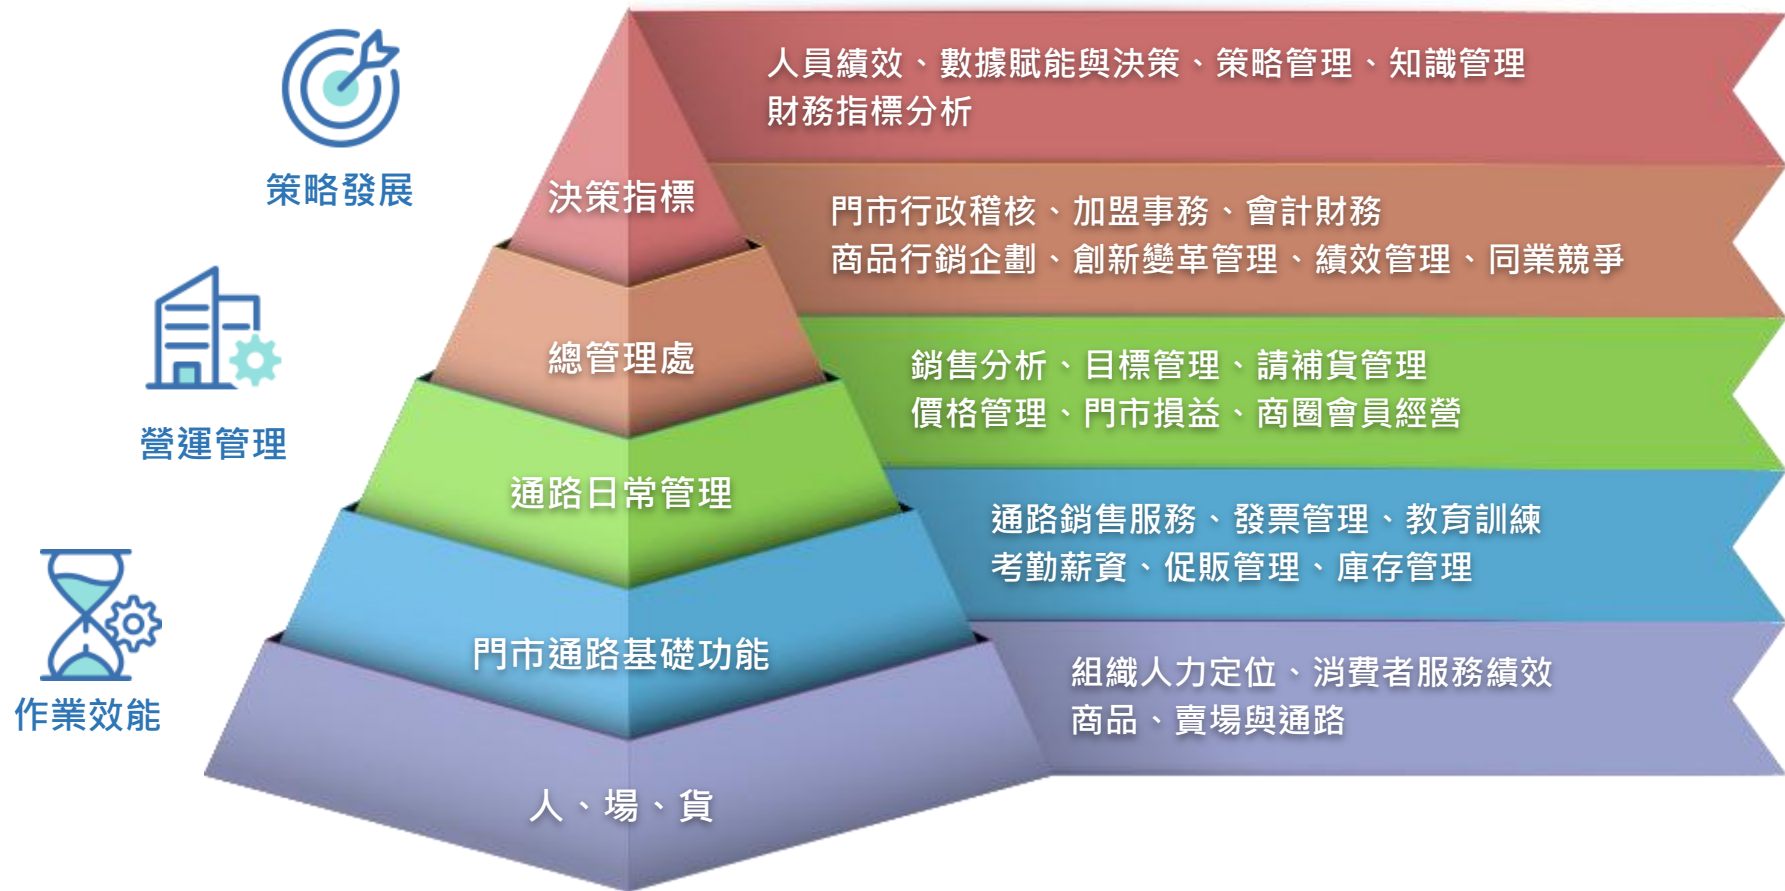 人員績效、數據賦能與決策、策略管理、知識管理
財務指標分析
策略發展
決策指標
門市行政稽核、加盟事務、會計財務
商品行銷企劃、創新變革管理、績效管理、同業競爭
營運管理
總管理處
銷售分析、目標管理、請補貨管理
價格管理、門市損益、商圈會員經營
通路日常管理
通路銷售服務、發票管理、教育訓練
考勤薪資、促販管理、庫存管理
作業效能
門市通路基礎功能
組織人力定位、消費者服務績效
商品、賣場與通路
人、場、貨